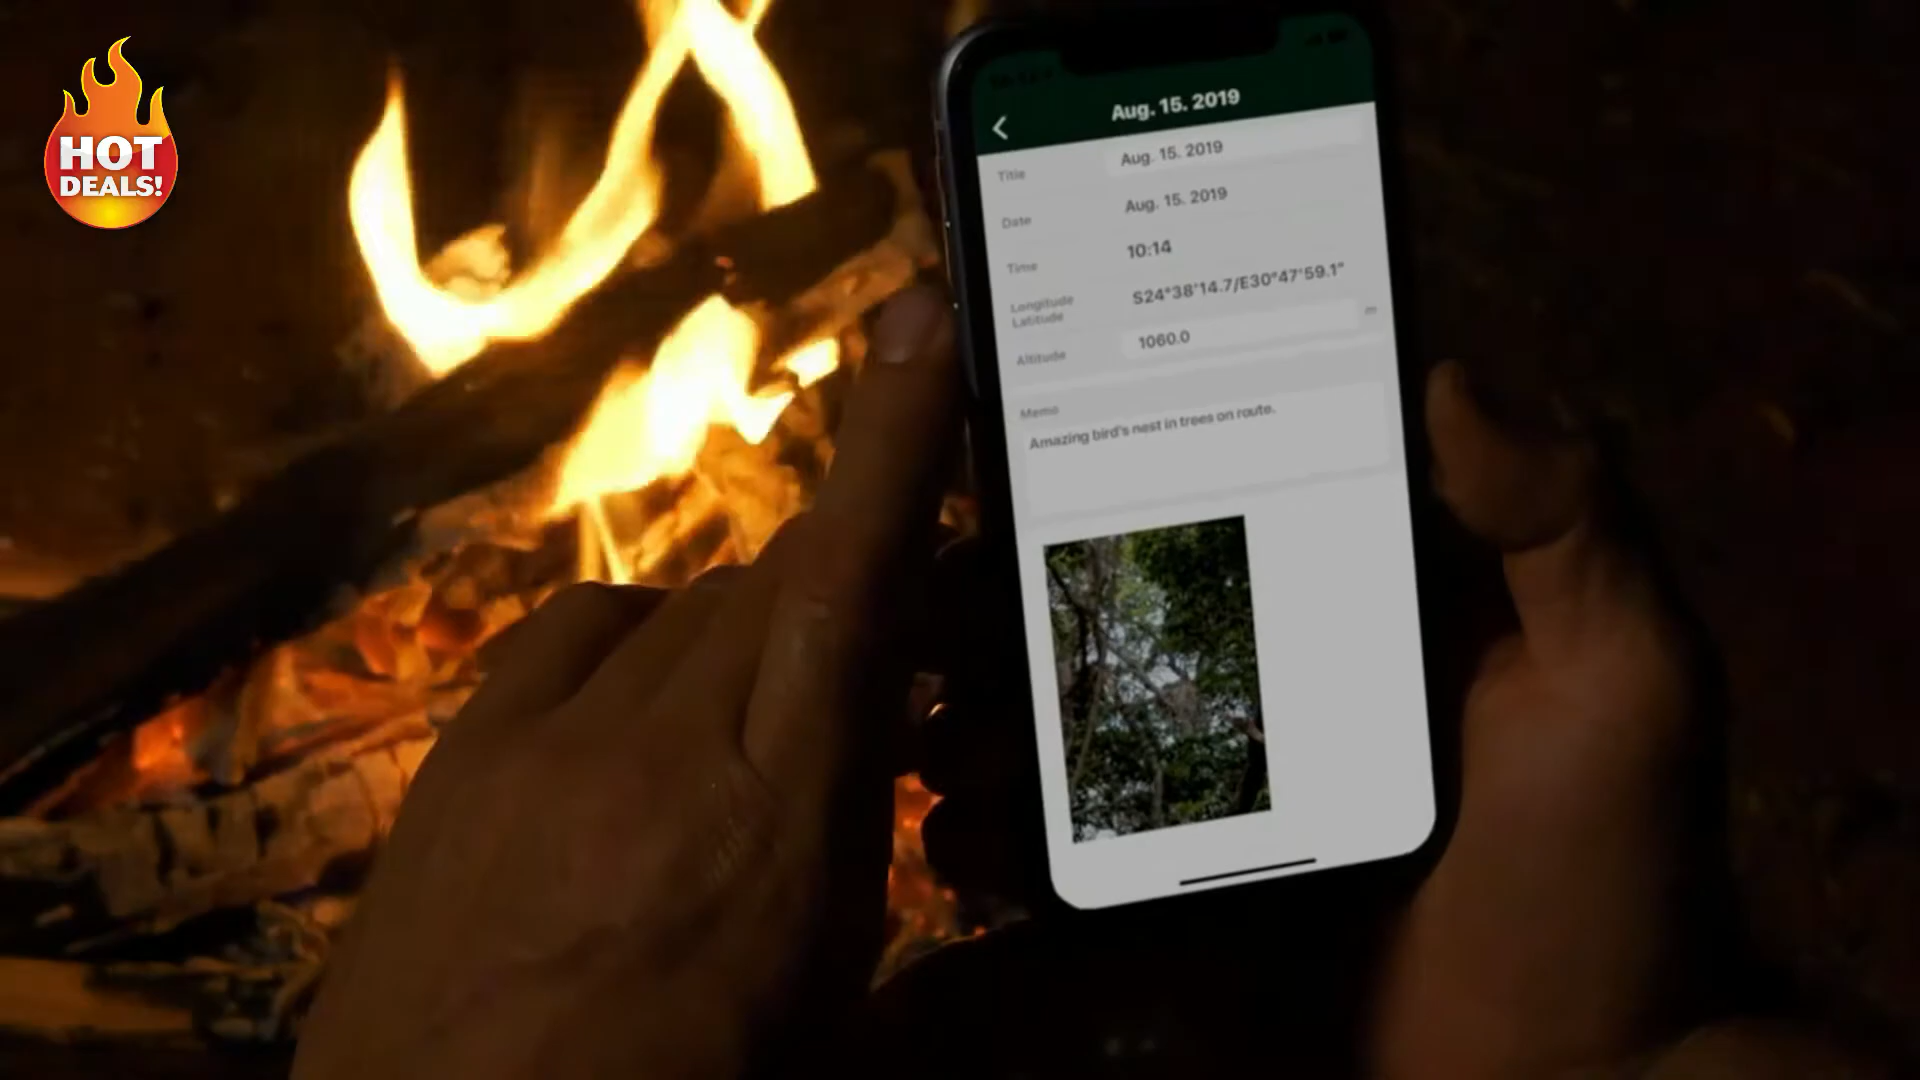 HOT
DEALS!
Aug. 15. 2019
Title
Aug. 15. 2019
Date
Aug. 15. 2019
Time
10:14
Longitude
Latitude
S24°38'14.7/E30°47'59.1"
Altitude
1060.0
m
Memo
Amazing bird's nest in trees on route.